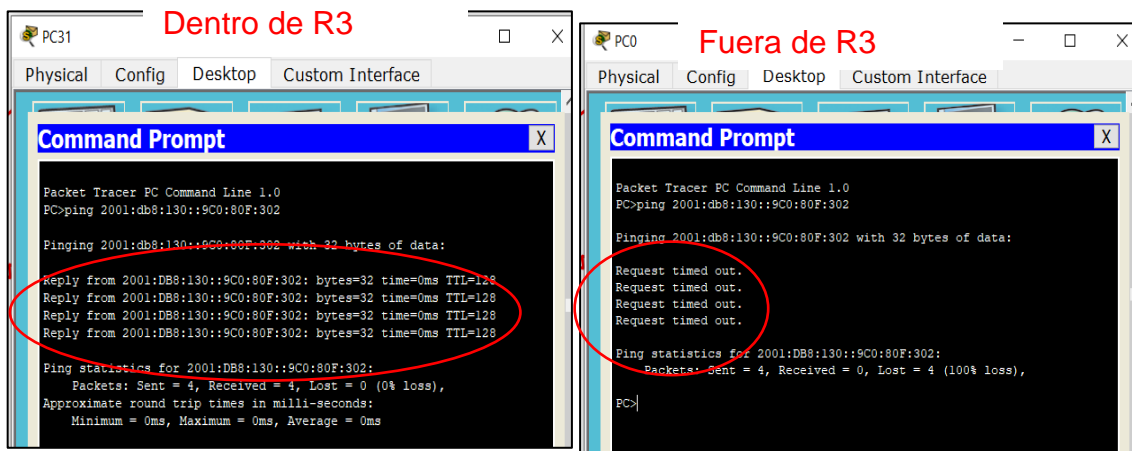 Dentro de R3
PC31
Physical Config Desktop Custom Interface
Command Prompt
X
Packet Tracer PC Command Line 1.0
PC>ping 2001:db8:130::9C0:80F:302
Pinging 2001:db8:130::9C0:80F:302 with 32 bytes of data:
Reply from 2001:DB8:130::9C0:80F:302: bytes=32 time=0ms TTL=128
Reply from 2001:DB8:130::9C0:80F:302: bytes=32 time=0ms TTL=128
Reply from 2001:DB8:130::9C0:80F:302: bytes=32 time=0ms TTL=128
Reply from 2001:DB8:130::9C0:80F:302: bytes=32 time=0ms TTL=128
Ping statistics for 2001:DB8:130::9C0:80F:302:
Packets: Sent = 4, Received = 4, Lost = 0 (0% loss),
Approximate round trip times in milli-seconds:
Minimum = 0ms, Maximum = 0ms, Average = 0ms
Fuera de R3
PC0
Physical Config Desktop Custom Interface
Command Prompt
X
Packet Tracer PC Command Line 1.0
PC>ping 2001:db8:130::9C0:80F:302
Pinging 2001:db8:130::9C0:80F:302 with 32 bytes of data:
Request timed out.
Request timed out.
Request timed out.
Request timed out.
Ping statistics for 2001:DB8:130::9C0:80F:302:
Packets: Sent = 4, Received = 0, Lost = 4 (100% loss),
PC>